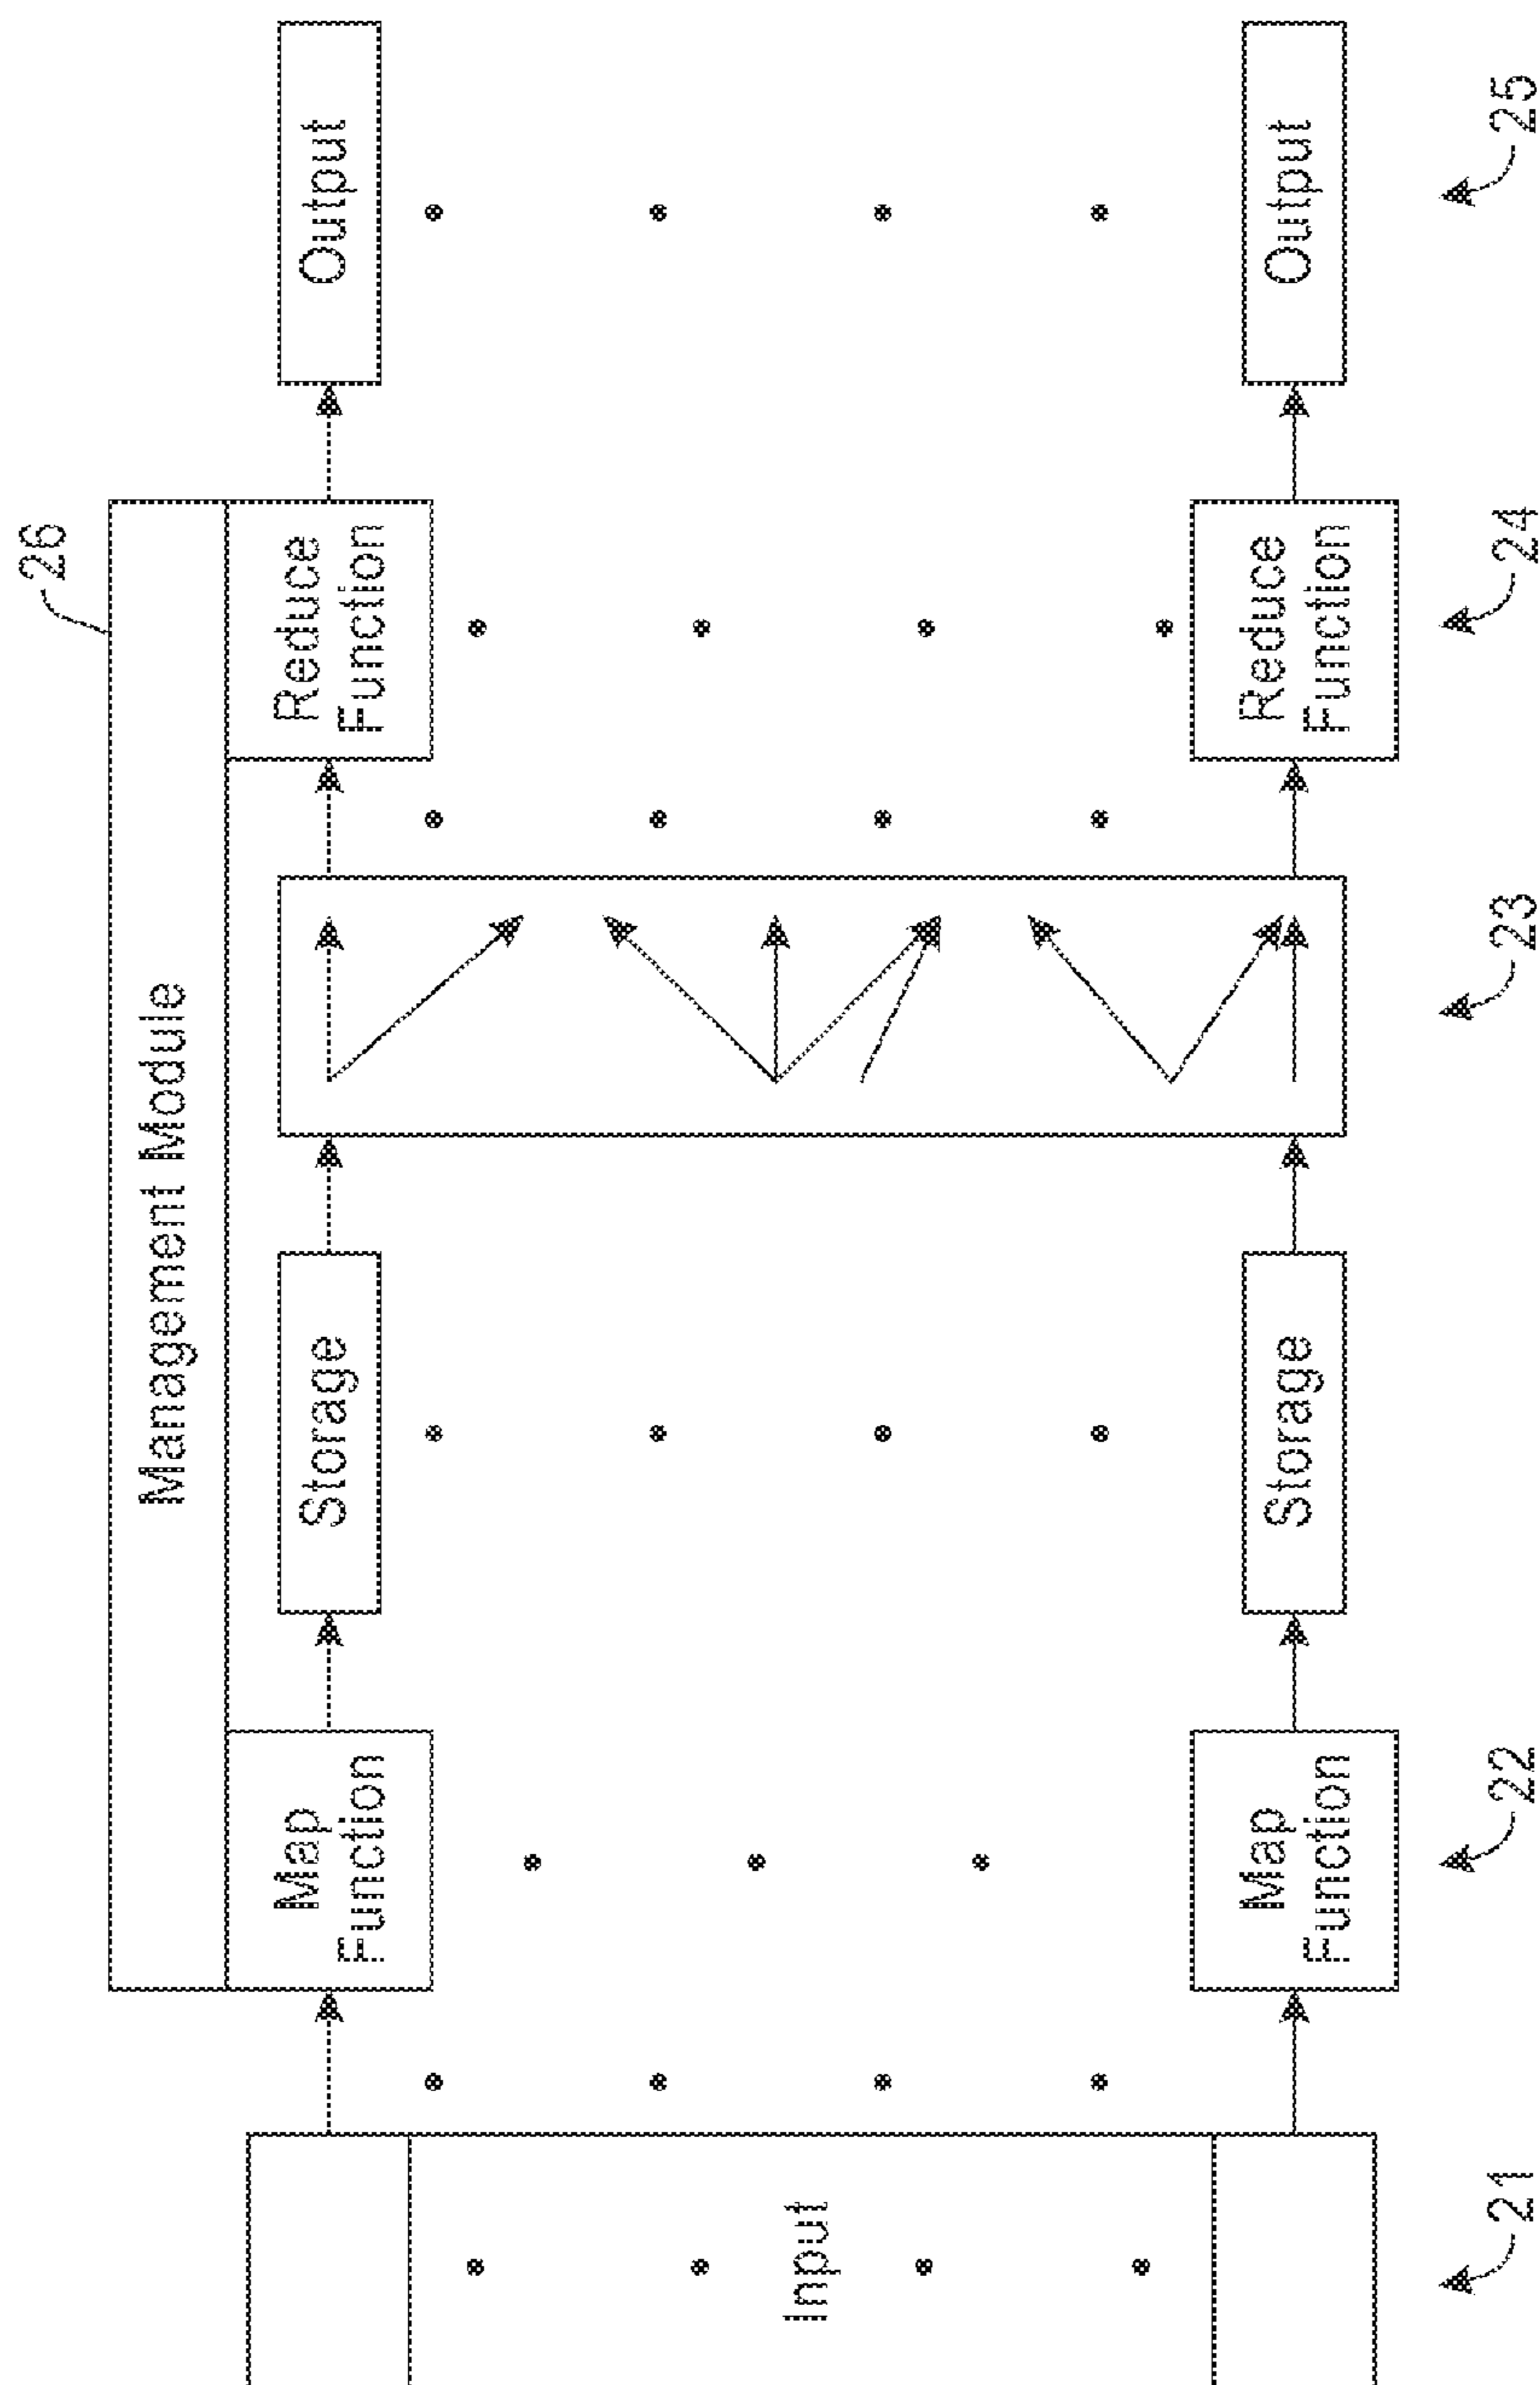 26
Management Module
Input
Map
Function
Storage
Reduce
Function
Output
Map
Function
Storage
Reduce
Function
Output
21
22
23
24
25